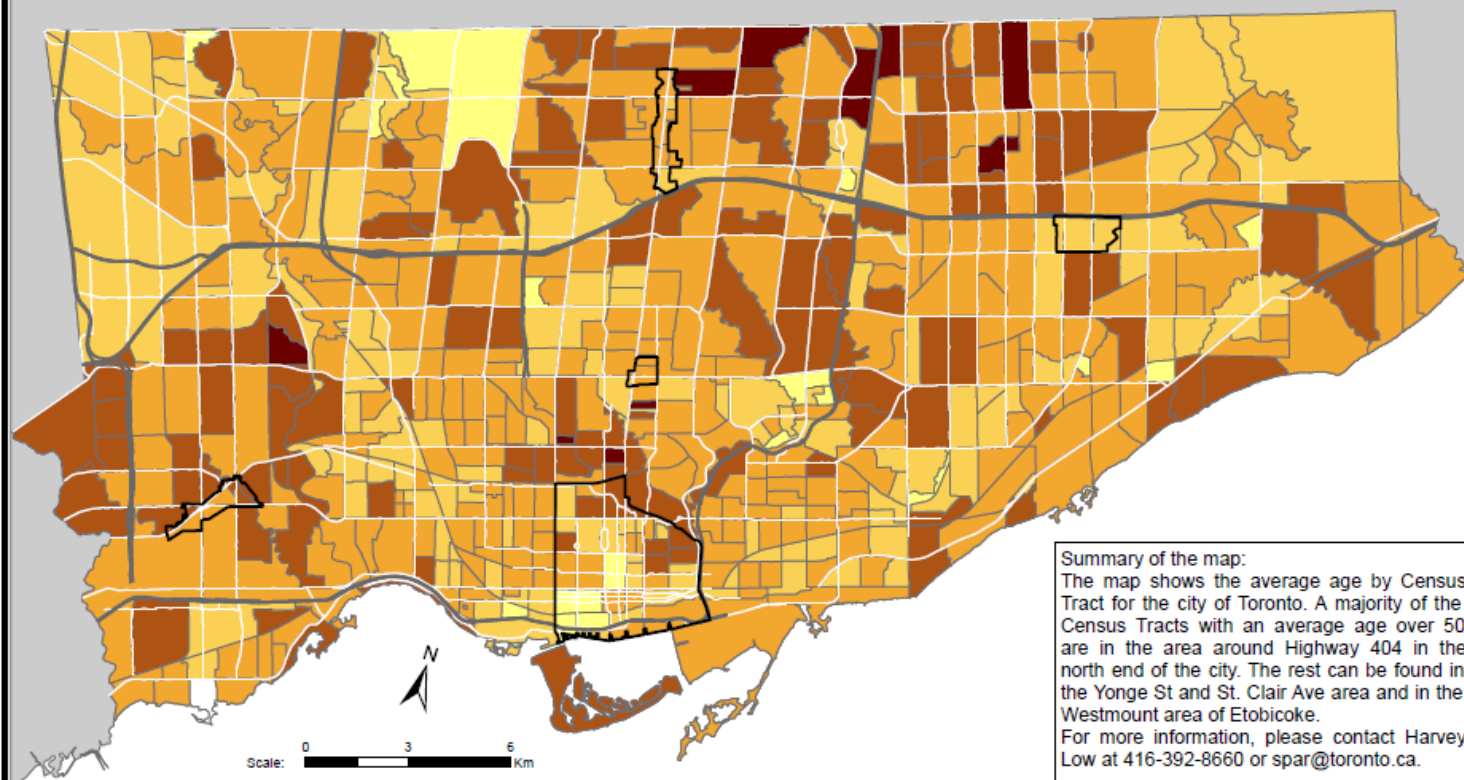 N
0 3 6
Scale: Km
Summary of the map:
The map shows the average age by Census
Tract for the city of Toronto. A majority of the
Census Tracts with an average age over 50
are in the area around Highway 404 in the
north end of the city. The rest can be found in
the Yonge St and St. Clair Ave area and in the
Westmount area of Etobicoke.
For more information, please contact Harvey
Low at 416-392-8660 or spar@toronto.ca.